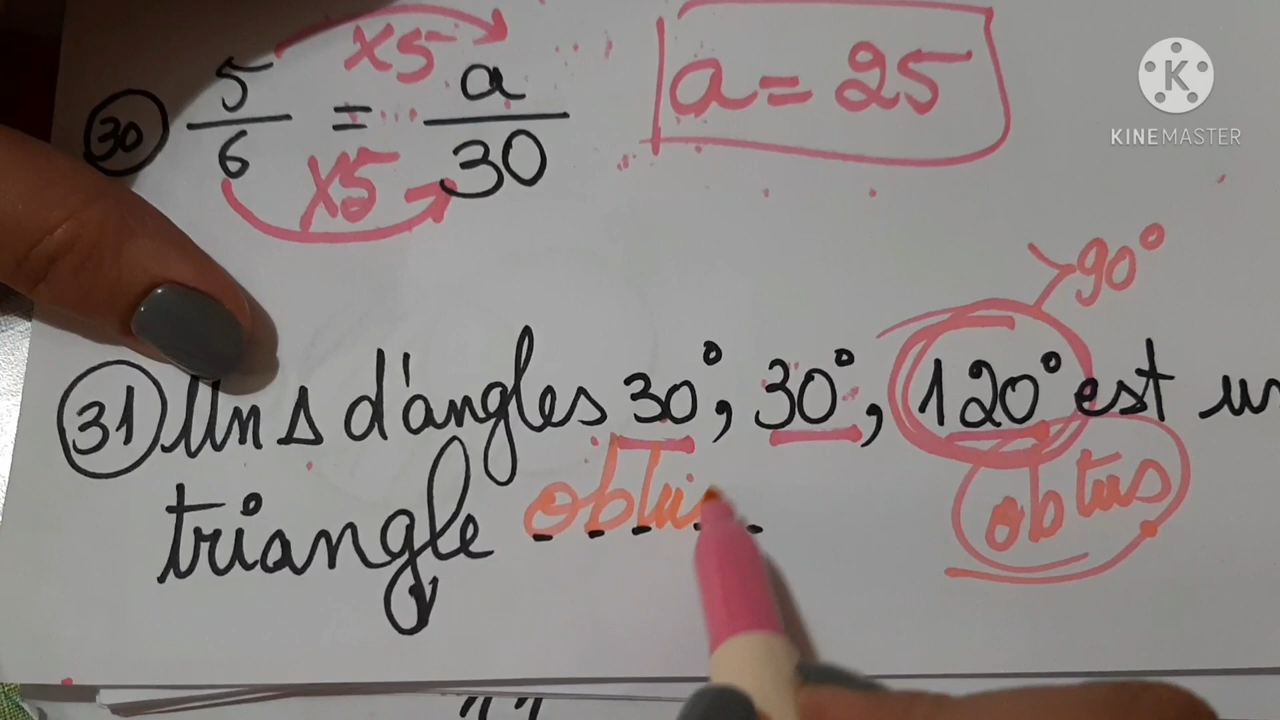 30 5/6 = a/30 ×5 ×5 a = 25
KINEMASTER
>90°
31 Un Δ d'angles 30°, 30°, 120° est un
triangle obtus
obtus